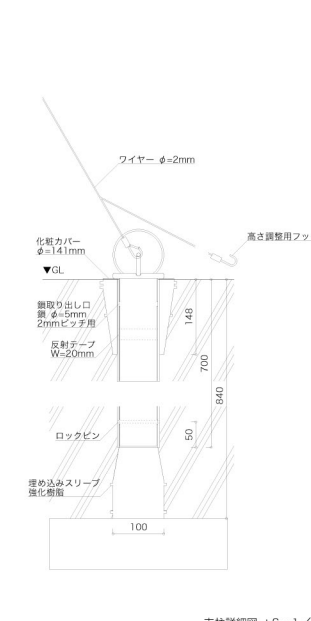 ワイヤー φ=2mm
高さ調整用フッ
化粧カバー
φ=141mm
▼GL
鎖取り出し口
鎖 φ=5mm
2mmピッチ用
148
反射テープ
W=20mm
700
840
ロックピン
50
埋め込みスリーブ
強化樹脂
100